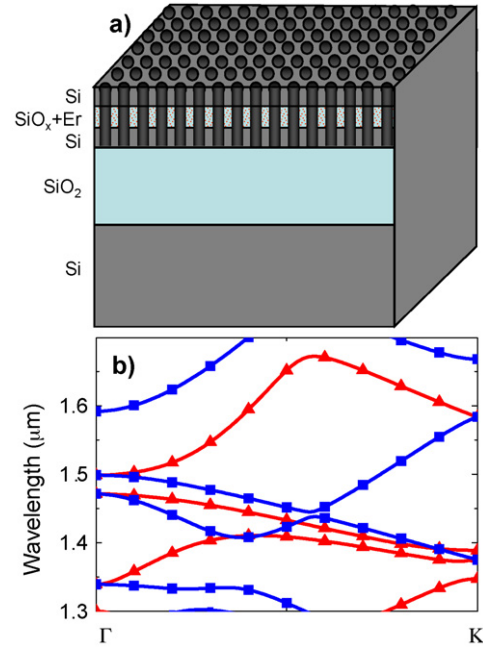 a)
Si
SiOx+Er
Si
SiO2
Si
b)
Wavelength (μm)
1.6
1.5
1.4
1.3
Γ K